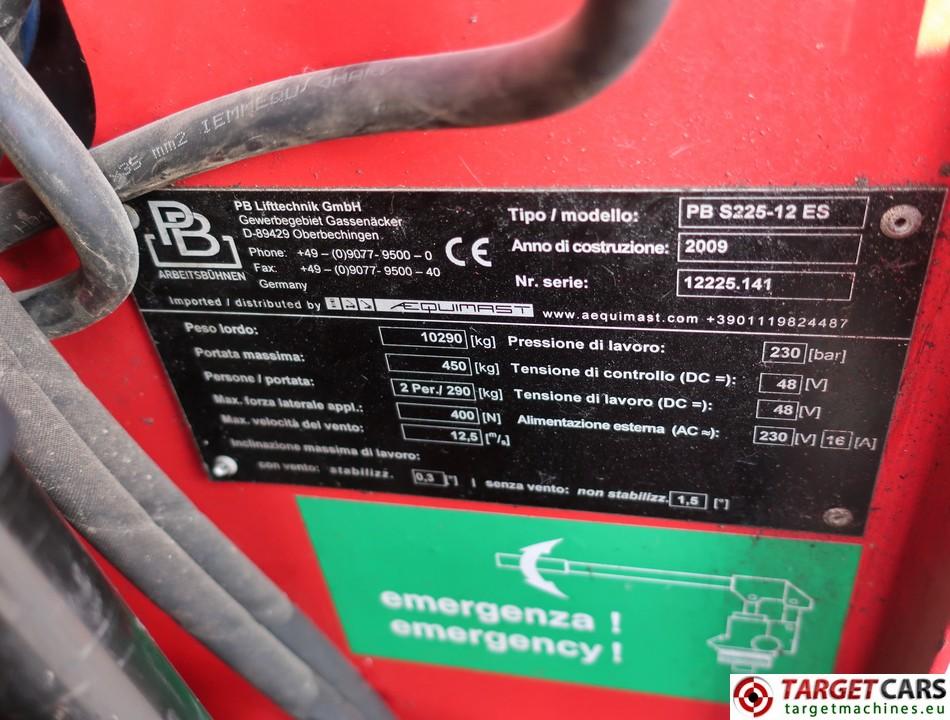 x35 mm2 IEMMEQU
PB
ARBEITSBÜHNEN
PB Lifttechnik GmbH
Gewerbegebiet Gassenäcker
D-89429 Oberbechingen
Phone: +49 – (0)9077- 9500 – 0
Fax: +49 – (0)9077- 9500 – 40
Germany
CE
Tipo / modello: PB S225-12 ES
Anno di costruzione: 2009
Nr. serie: 12225.141
Imported / distributed by AEQUIMAST www.aequimast.com +3901119824487
Peso lordo: 10290 [kg]
Portata massima: 450 [kg]
Persone / portata: 2 Per./ 290 [kg]
Max. forza laterale appl.: 400 [N]
Max. velocità del vento: 12,5 [m/s]
Pressione di lavoro: 230 [bar]
Tensione di controllo (DC =): 48 [V]
Tensione di lavoro (DC =): 48 [V]
Alimentazione esterna (AC ≈): 230 [V] 16 [A]
Inclinazione massima di lavoro:
con vento: stabilizz. 0,3 [°] | senza vento: non stabilizz. 1,5 [°]
emergenza !
emergency !
TARGETCARS
targetmachines.eu